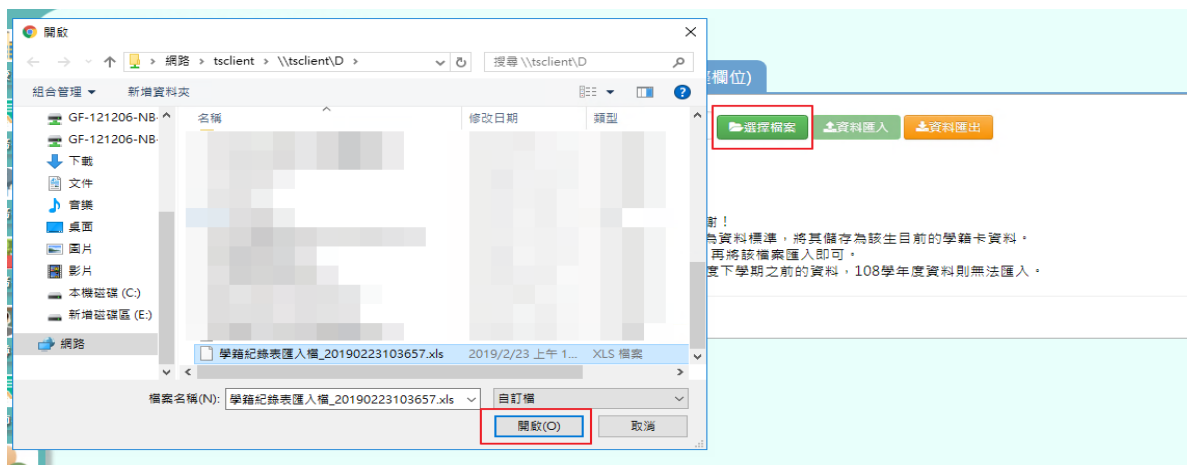 開啟
網路 > tsclient > \\tsclient\D >
搜尋 \\tsclient\D
組合管理 新增資料夾
名稱 修改日期 類型
GF-121206-NB-
GF-121206-NB-
下載
文件
音樂
桌面
圖片
影片
本機磁碟 (C:)
新增磁碟區 (E:)
網路
學籍紀錄表匯入檔_20190223103657.xls 2019/2/23 上午 1... XLS 檔案
檔案名稱(N): 學籍紀錄表匯入檔_20190223103657.xls 自訂檔
開啟(O) 取消
欄位)
選擇檔案 資料匯入 資料匯出
謝！
為資料標準，將其儲存為該生目前的學籍卡資料。
再將該檔案匯入即可。
度下學期之前的資料，108學年度資料則無法匯入。